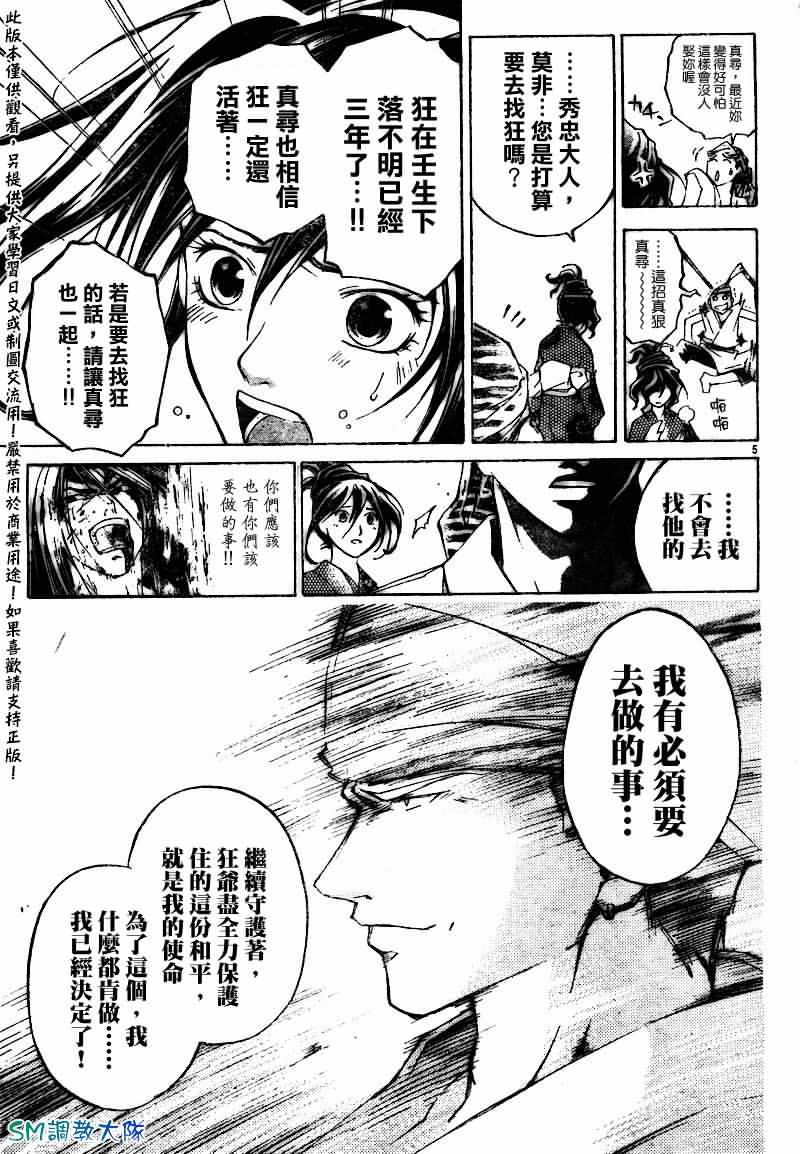 真尋，最近妳
變得好可怕
這樣會沒人
娶妳喔
カチン
……這招真狠
真尋～～～～
啪
啪
秀忠大人，
莫非…您是打算
要去找狂嗎？
狂在壬生下
落不明已經
三年了…!!
真尋也相信
狂一定還
活著……
若是要去找狂
的話，請讓真尋
也一起……!!
5
……我
不會去
找他的
你們應該
也有你們該
要做的事!!
我有必須要
去做的事…
繼續守護著，
狂爺盡全力保護
住的這份和平，
就是我的使命
為了這個，我
什麼都肯做……
我已經決定了！
此版本僅供觀看，另提供大家學習日文或制圖交流用！嚴禁用於商業用途！如果喜歡請支持正版！
SM調教大隊